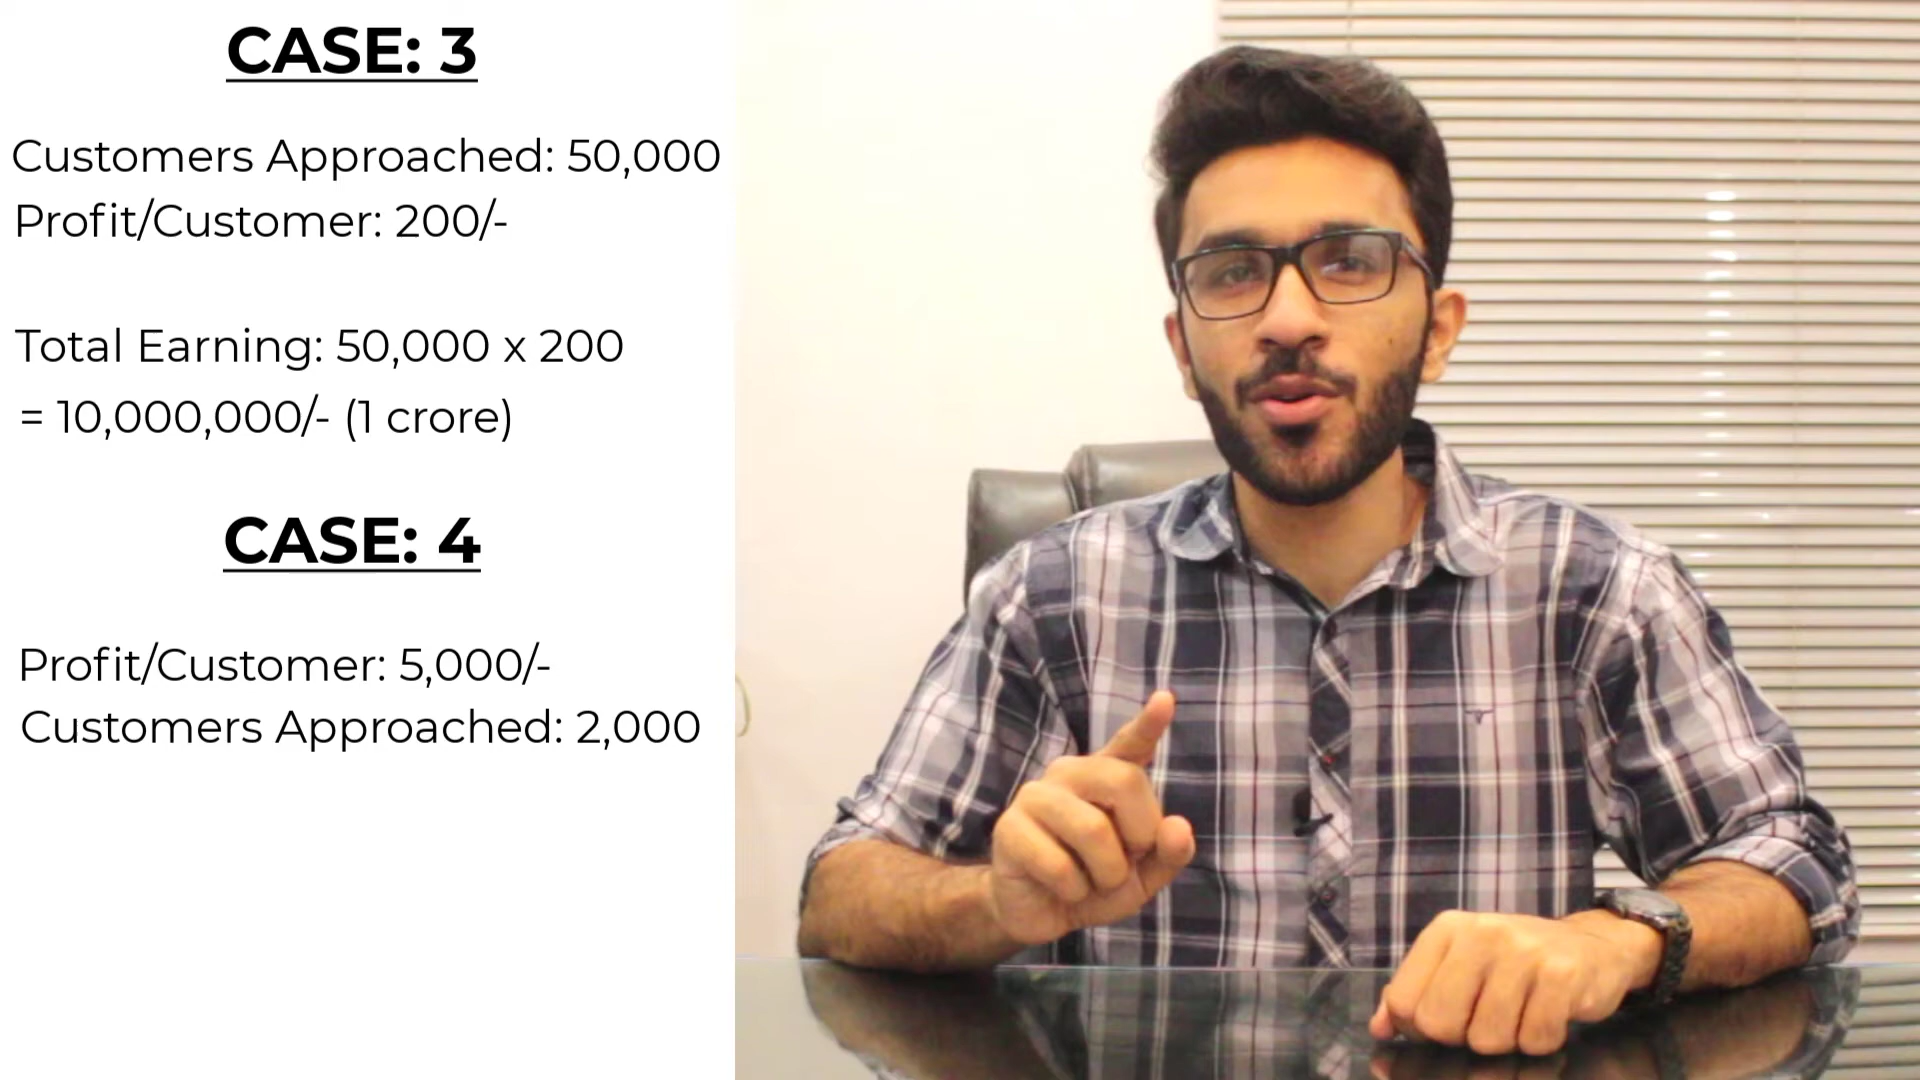 CASE: 3
Customers Approached: 50,000
Profit/Customer: 200/-
Total Earning: 50,000 x 200
= 10,000,000/- (1 crore)
CASE: 4
Profit/Customer: 5,000/-
Customers Approached: 2,000